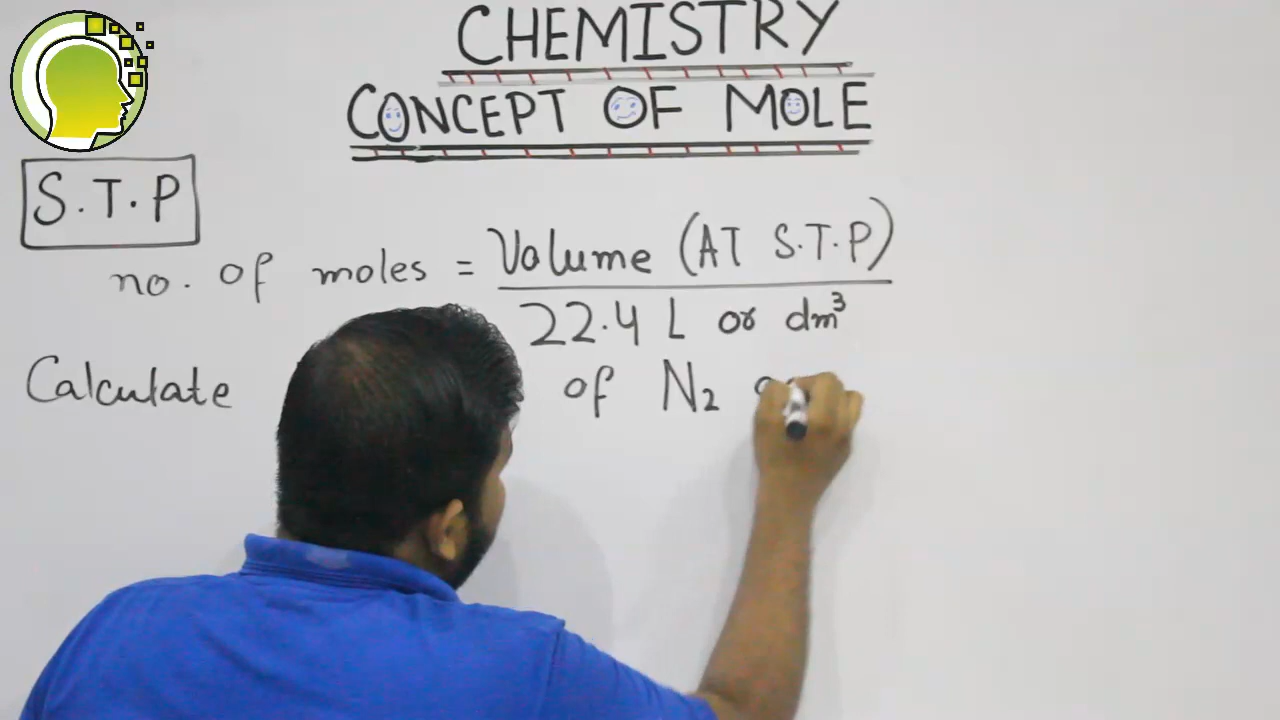 CHEMISTRY
CONCEPT OF MOLE
S.T.P
no. of moles = Volume (AT S.T.P)
22.4 L or dm³
Calculate of N₂